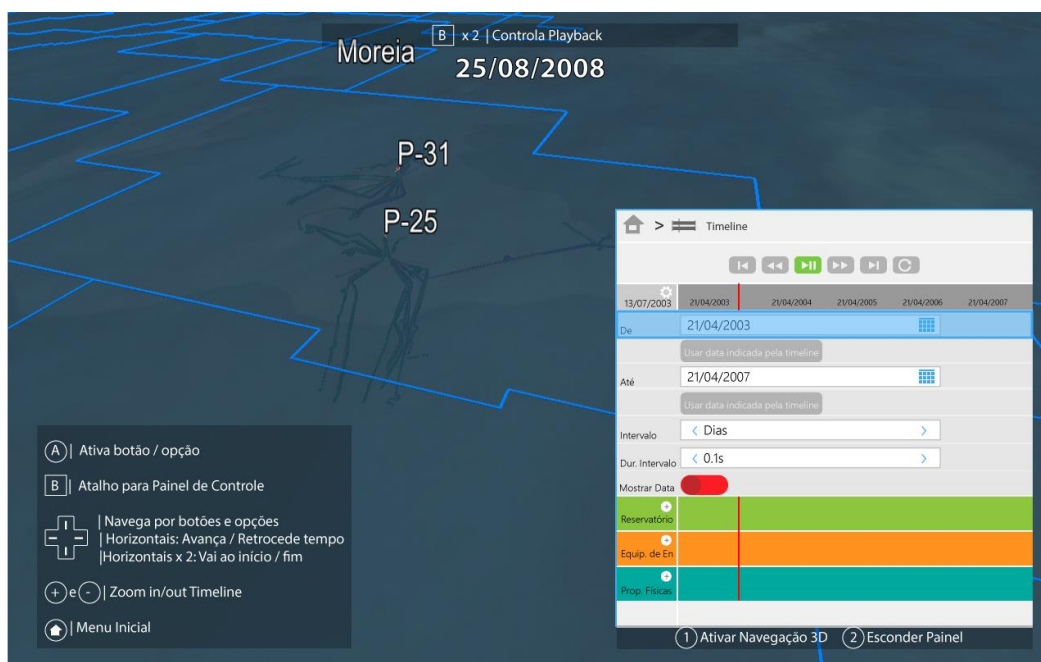 B x 2 | Controla Playback
Moreia
25/08/2008
P-31
P-25
> Timeline
13/07/2003 21/04/2003 21/04/2004 21/04/2005 21/04/2006 21/04/2007
De 21/04/2003
Usar data indicada pela timeline
Até 21/04/2007
Usar data indicada pela timeline
Intervalo < Dias >
Dur. Intervalo < 0.1s >
Mostrar Data
Reservatório
Equip. de En
Prop. Físicas
A | Ativa botão / opção
B | Atalho para Painel de Controle
| Navega por botões e opções
| Horizontais: Avança / Retrocede tempo
|Horizontais x 2: Vai ao início / fim
+ e - | Zoom in/out Timeline
| Menu Inicial
1 Ativar Navegação 3D 2 Esconder Painel